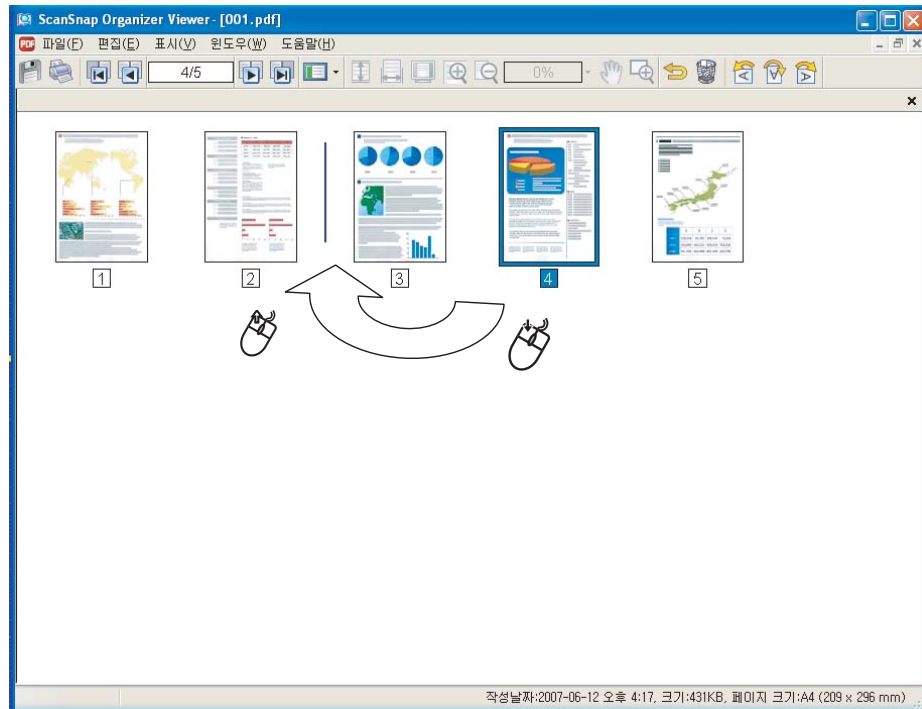 ScanSnap Organizer Viewer - [001.pdf]
PDF 파일(F) 편집(E) 표시(V) 윈도우(W) 도움말(H)
4/5 0%
1 2 3 4 5
작성날짜:2007-06-12 오후 4:17, 크기:431KB, 페이지 크기:A4 (209 x 296 mm)